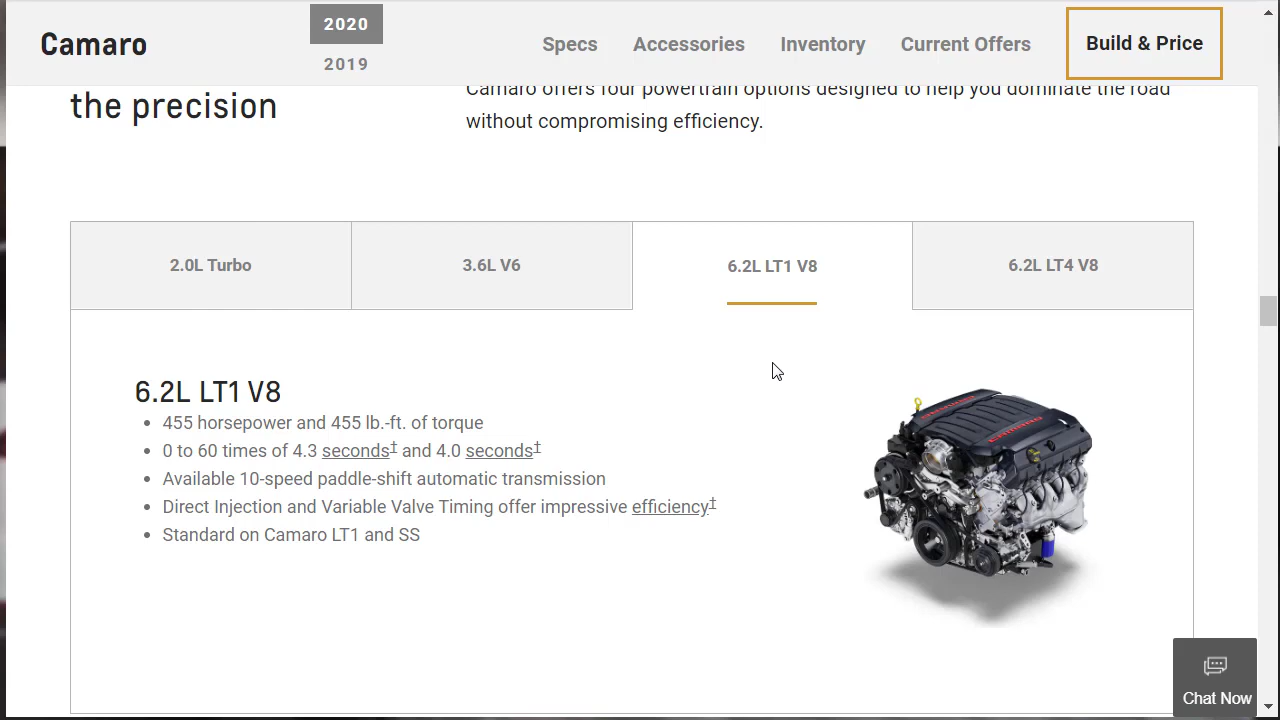 Camaro
2020
2019
Specs
Accessories
Inventory
Current Offers
Build & Price
the precision
Camaro offers four powertrain options designed to help you dominate the road
without compromising efficiency.
2.0L Turbo
3.6L V6
6.2L LT1 V8
6.2L LT4 V8
6.2L LT1 V8
455 horsepower and 455 lb.-ft. of torque
0 to 60 times of 4.3 seconds† and 4.0 seconds†
Available 10-speed paddle-shift automatic transmission
Direct Injection and Variable Valve Timing offer impressive efficiency†
Standard on Camaro LT1 and SS
Chat Now